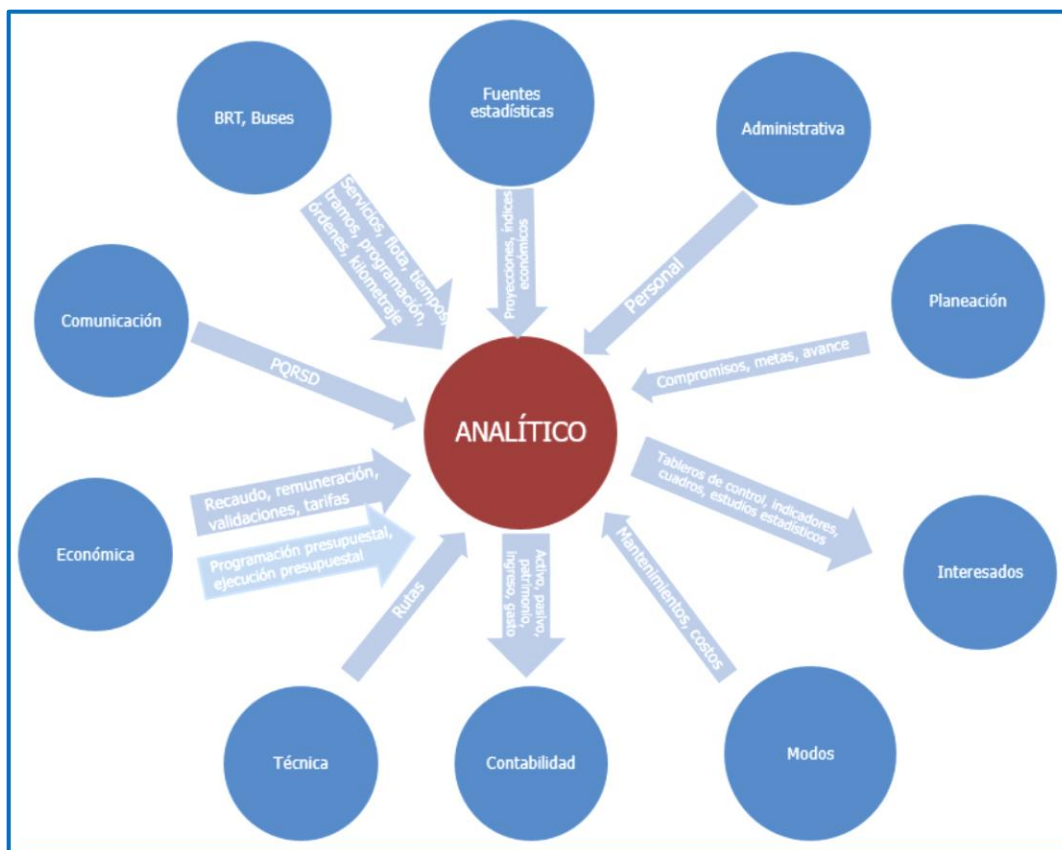 Fuentes
estadísticas
BRT, Buses
Administrativa
Servicios, flota, tiempos,
tramos, programación,
órdenes, kilometraje
Proyecciones, índices
económicos
Personal
Comunicación
Planeación
PQRSD
Compromisos, metas, avance
ANALÍTICO
Recaudo, remuneración,
validaciones, tarifas
Tableros de control, indicadores,
cuadros, estudios estadísticos
Económica
Programación presupuestal,
ejecución presupuestal
Interesados
Rutas
Activo, pasivo,
patrimonio,
ingreso, gasto
Mantenimientos, costos
Técnica
Contabilidad
Modos